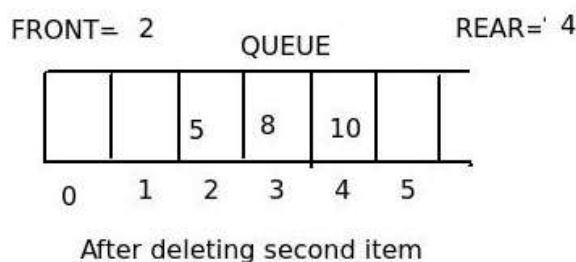 FRONT= 2 QUEUE REAR=' 4
5 8 10
0 1 2 3 4 5
After deleting second item